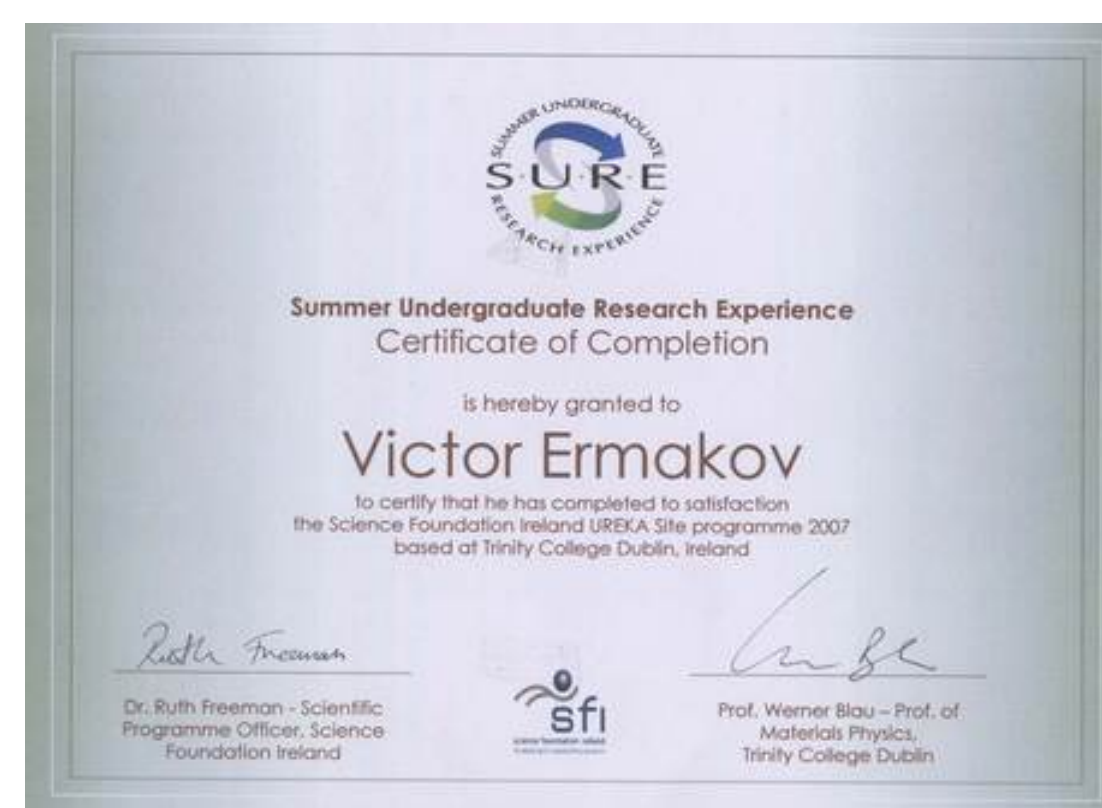 SUMMER UNDERGRADUATE
S·U·R·E
RESEARCH EXPERIENCE
Summer Undergraduate Research Experience
Certificate of Completion
is hereby granted to
Victor Ermakov
to certify that he has completed to satisfaction
the Science Foundation Ireland UREKA Site programme 2007
based at Trinity College Dublin, Ireland
Ruth Freeman
Dr. Ruth Freeman - Scientific
Programme Officer, Science
Foundation Ireland
sfi
science foundation ireland
Prof. Werner Blau – Prof. of
Materials Physics,
Trinity College Dublin